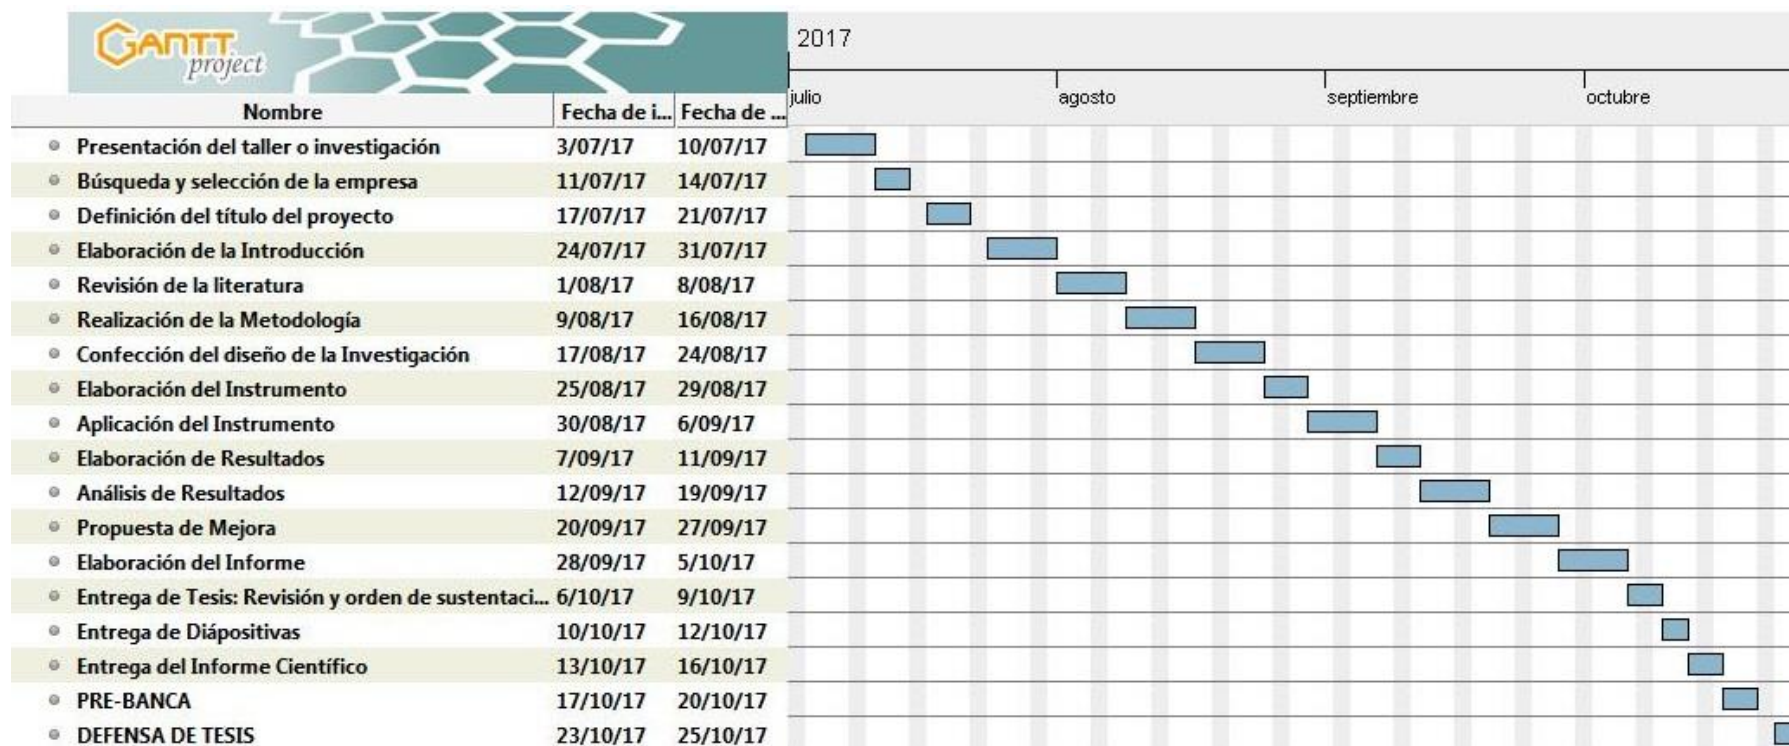 GANTT
project
2017
julio agosto septiembre octubre
Nombre Fecha de i... Fecha de ...
Presentación del taller o investigación 3/07/17 10/07/17
Búsqueda y selección de la empresa 11/07/17 14/07/17
Definición del título del proyecto 17/07/17 21/07/17
Elaboración de la Introducción 24/07/17 31/07/17
Revisión de la literatura 1/08/17 8/08/17
Realización de la Metodología 9/08/17 16/08/17
Confección del diseño de la Investigación 17/08/17 24/08/17
Elaboración del Instrumento 25/08/17 29/08/17
Aplicación del Instrumento 30/08/17 6/09/17
Elaboración de Resultados 7/09/17 11/09/17
Análisis de Resultados 12/09/17 19/09/17
Propuesta de Mejora 20/09/17 27/09/17
Elaboración del Informe 28/09/17 5/10/17
Entrega de Tesis: Revisión y orden de sustentaci... 6/10/17 9/10/17
Entrega de Diápositivas 10/10/17 12/10/17
Entrega del Informe Científico 13/10/17 16/10/17
PRE-BANCA 17/10/17 20/10/17
DEFENSA DE TESIS 23/10/17 25/10/17